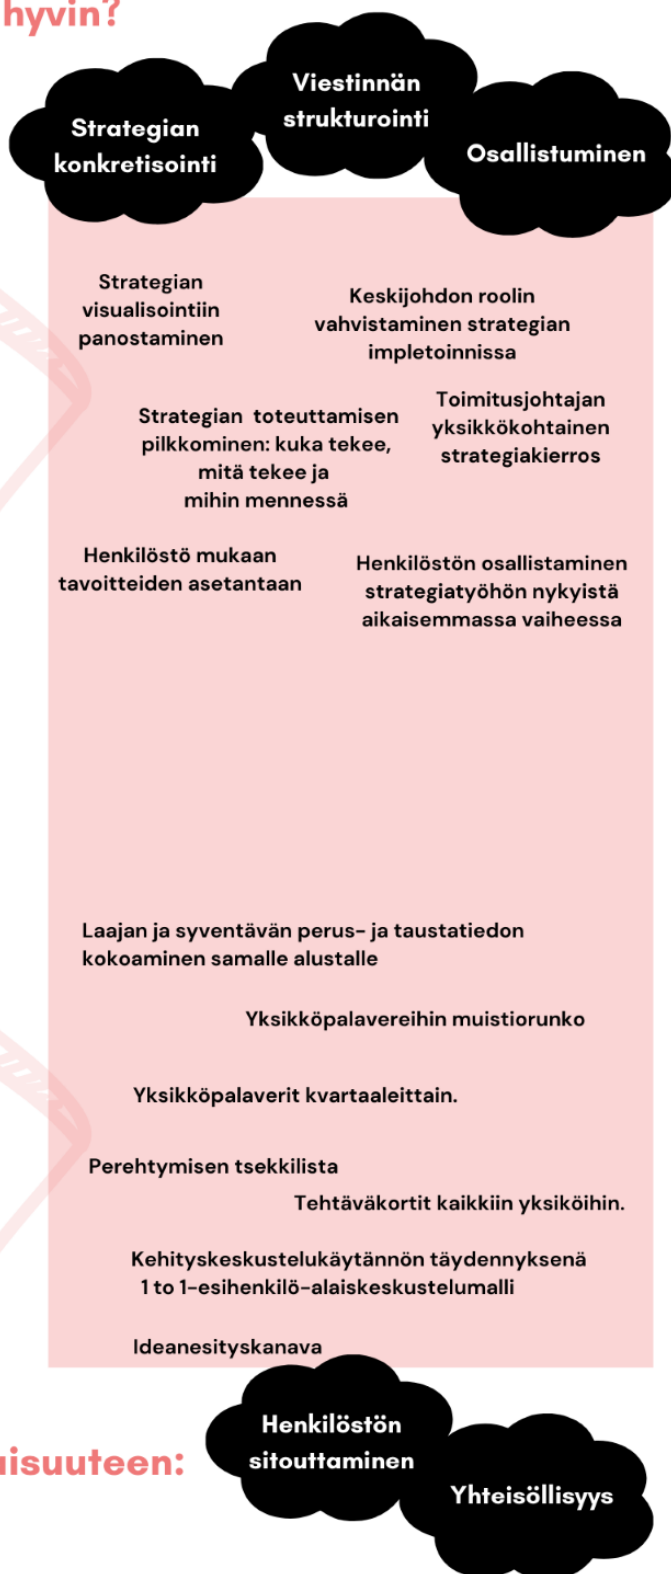 hyvin?
Viestinnän
strukturointi
Strategian
konkretisointi
Osallistuminen
Strategian
visualisointiin
panostaminen
Keskijohdon roolin
vahvistaminen strategian
impletoinnissa
Strategian toteuttamisen
pilkkominen: kuka tekee,
mitä tekee ja
mihin mennessä
Toimitusjohtajan
yksikkökohtainen
strategiakierros
Henkilöstö mukaan
tavoitteiden asetantaan
Henkilöstön osallistaminen
strategiatyöhön nykyistä
aikaisemmassa vaiheessa
Laajan ja syventävän perus- ja taustatiedon
kokoaminen samalle alustalle
Yksikköpalavereihin muistiorunko
Yksikköpalaverit kvartaaleittain.
Perehtymisen tsekkilista
Tehtäväkortit kaikkiin yksiköihin.
Kehityskeskustelukäytännön täydennyksenä
1 to 1-esihenkilö-alaiskeskustelumalli
Ideanesityskanava
Henkilöstön
sitouttaminen
aisuuteen:
Yhteisöllisyys